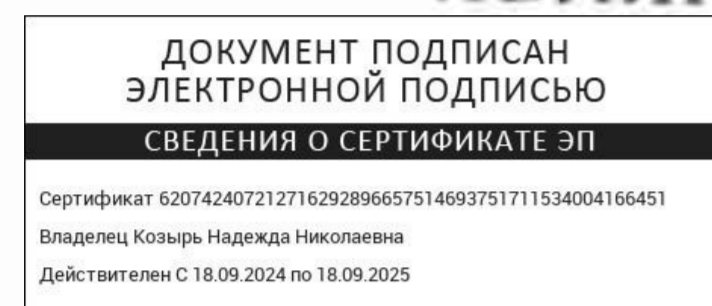 ДОКУМЕНТ ПОДПИСАН
ЭЛЕКТРОННОЙ ПОДПИСЬЮ
СВЕДЕНИЯ О СЕРТИФИКАТЕ ЭП
Сертификат 620742407212716292896657514693751711534004166451
Владелец Козырь Надежда Николаевна
Действителен С 18.09.2024 по 18.09.2025